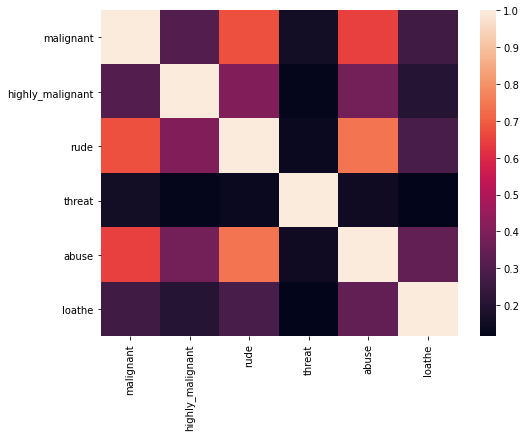 malignant
highly_malignant
rude
threat
abuse
loathe
malignant
highly_malignant
rude
threat
abuse
loathe
1.0
0.9
0.8
0.7
0.6
0.5
0.4
0.3
0.2